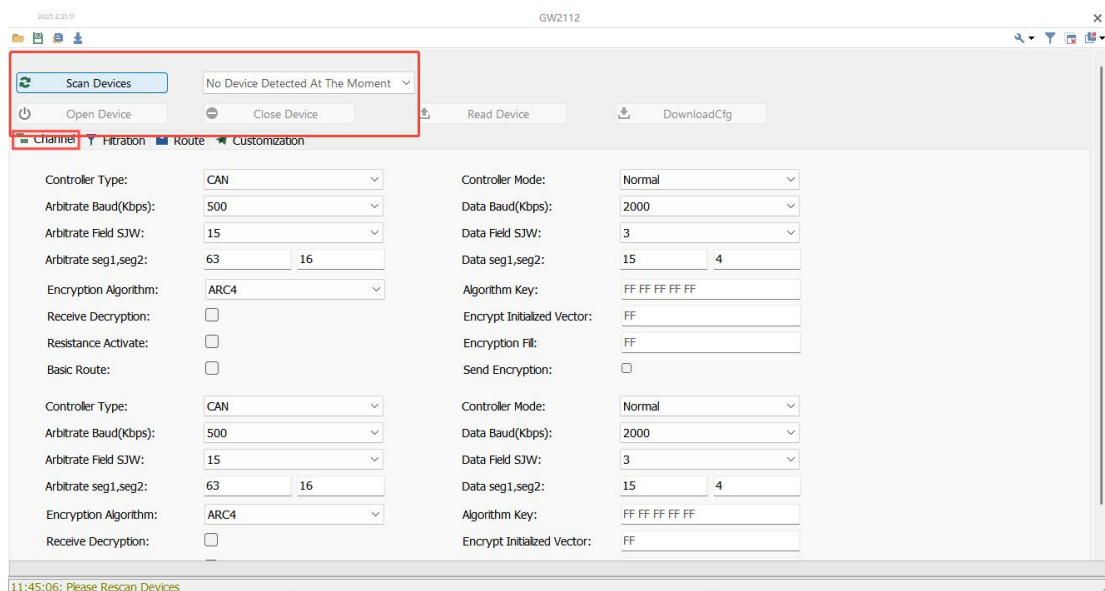 2025.2.21.17 GW2112
Scan Devices No Device Detected At The Moment
Open Device Close Device Read Device DownloadCfg
Channel Filtration Route Customization
Controller Type: CAN Controller Mode: Normal
Arbitrate Baud(Kbps): 500 Data Baud(Kbps): 2000
Arbitrate Field SJW: 15 Data Field SJW: 3
Arbitrate seg1,seg2: 63 16 Data seg1,seg2: 15 4
Encryption Algorithm: ARC4 Algorithm Key: FF FF FF FF FF
Receive Decryption: Encrypt Initialized Vector: FF
Resistance Activate: Encryption Fill: FF
Basic Route: Send Encryption:
Controller Type: CAN Controller Mode: Normal
Arbitrate Baud(Kbps): 500 Data Baud(Kbps): 2000
Arbitrate Field SJW: 15 Data Field SJW: 3
Arbitrate seg1,seg2: 63 16 Data seg1,seg2: 15 4
Encryption Algorithm: ARC4 Algorithm Key: FF FF FF FF FF
Receive Decryption: Encrypt Initialized Vector: FF
11:45:06: Please Rescan Devices